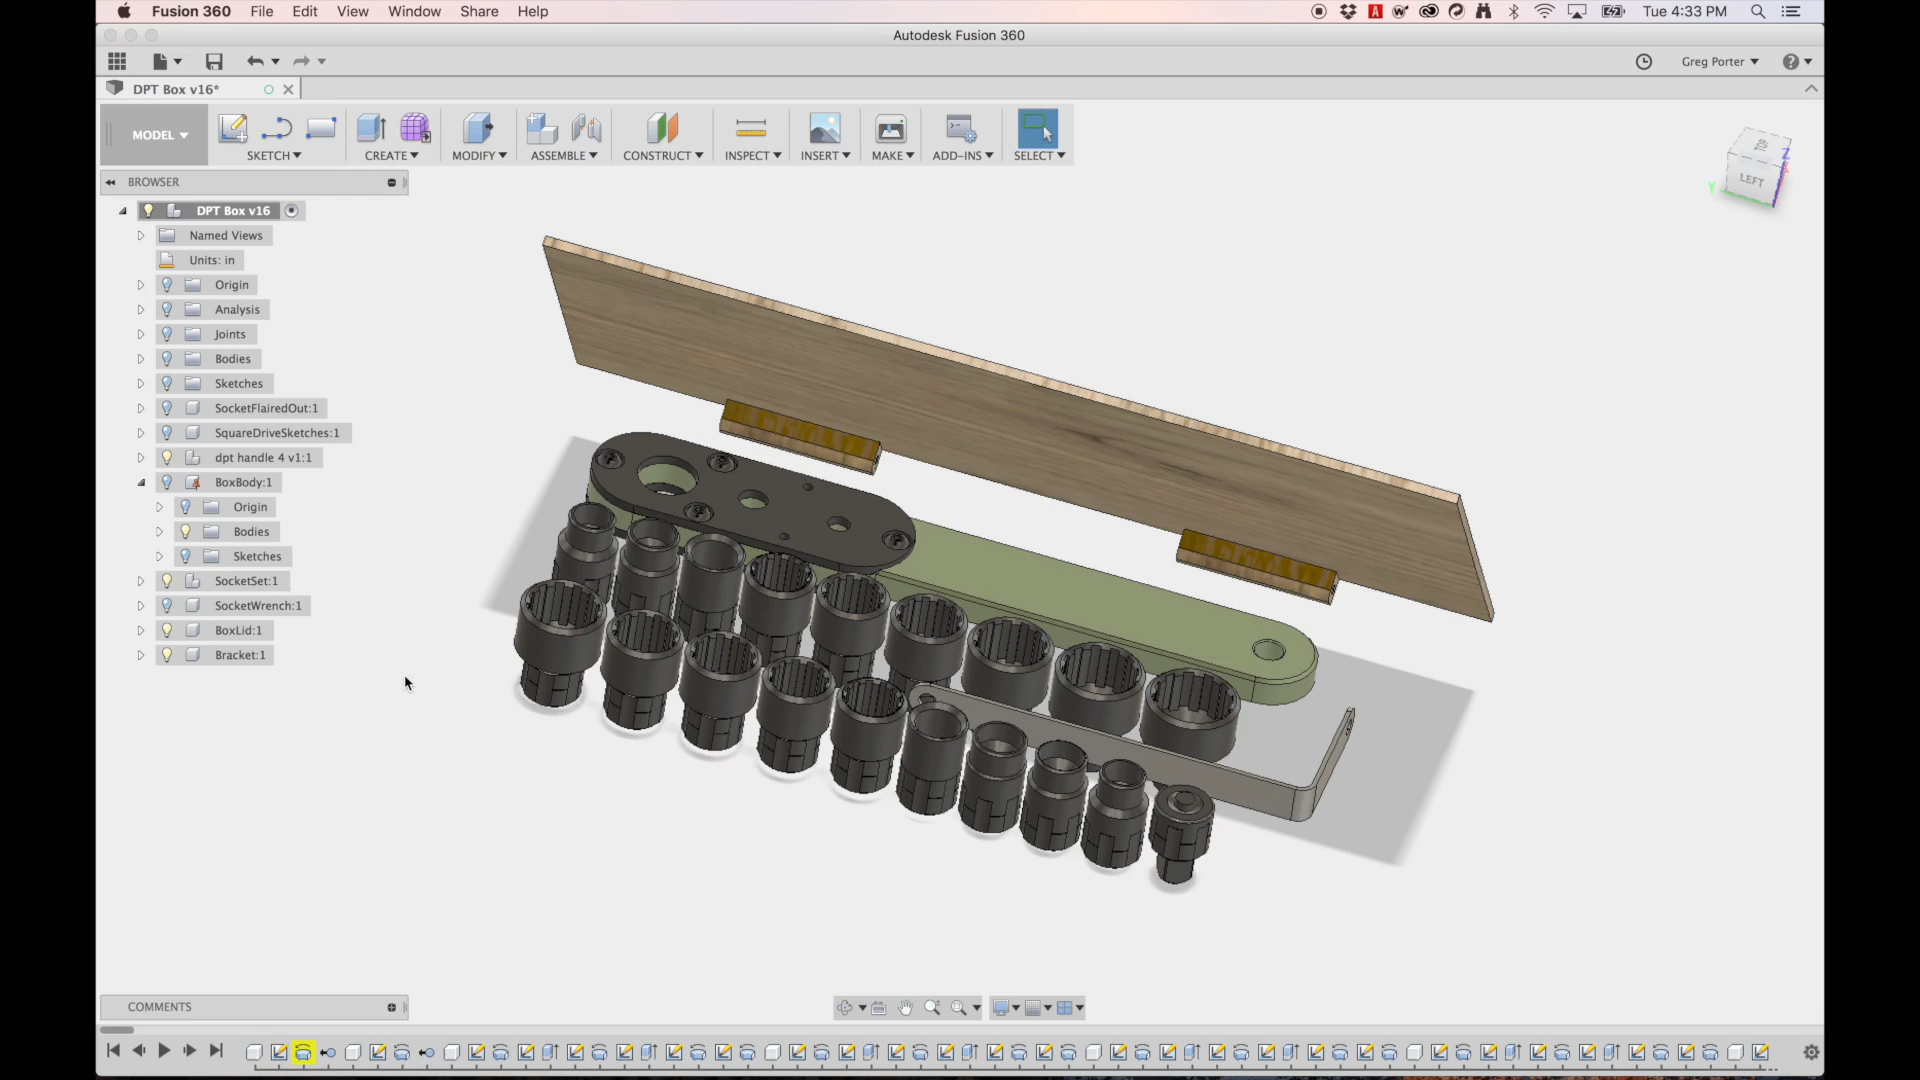 Fusion 360 File Edit View Window Share Help Tue 4:33 PM
Autodesk Fusion 360
Greg Porter
DPT Box v16*
MODEL
SKETCH CREATE MODIFY ASSEMBLE CONSTRUCT INSPECT INSERT MAKE ADD-INS SELECT
TOP
LEFT
Z
Y
BROWSER
DPT Box v16
Named Views
Units: in
Origin
Analysis
Joints
Bodies
Sketches
SocketFlairedOut:1
SquareDriveSketches:1
dpt handle 4 v1:1
BoxBody:1
Origin
Bodies
Sketches
SocketSet:1
SocketWrench:1
BoxLid:1
Bracket:1
COMMENTS